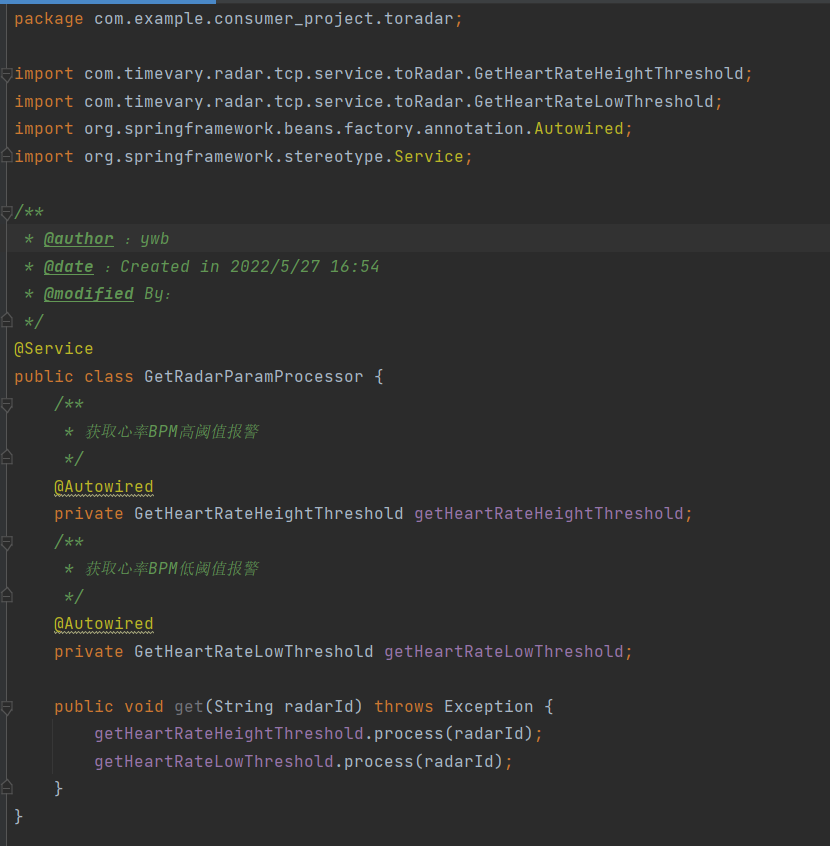 package com.example.consumer_project.toradar;
import com.timevary.radar.tcp.service.toRadar.GetHeartRateHeightThreshold;
import com.timevary.radar.tcp.service.toRadar.GetHeartRateLowThreshold;
import org.springframework.beans.factory.annotation.Autowired;
import org.springframework.stereotype.Service;
/**
 * @author ：ywb
 * @date ：Created in 2022/5/27 16:54
 * @modified By：
 */
@Service
public class GetRadarParamProcessor {
    /**
     * 获取心率BPM高阈值报警
     */
    @Autowired
    private GetHeartRateHeightThreshold getHeartRateHeightThreshold;
    /**
     * 获取心率BPM低阈值报警
     */
    @Autowired
    private GetHeartRateLowThreshold getHeartRateLowThreshold;
    public void get(String radarId) throws Exception {
        getHeartRateHeightThreshold.process(radarId);
        getHeartRateLowThreshold.process(radarId);
    }
}